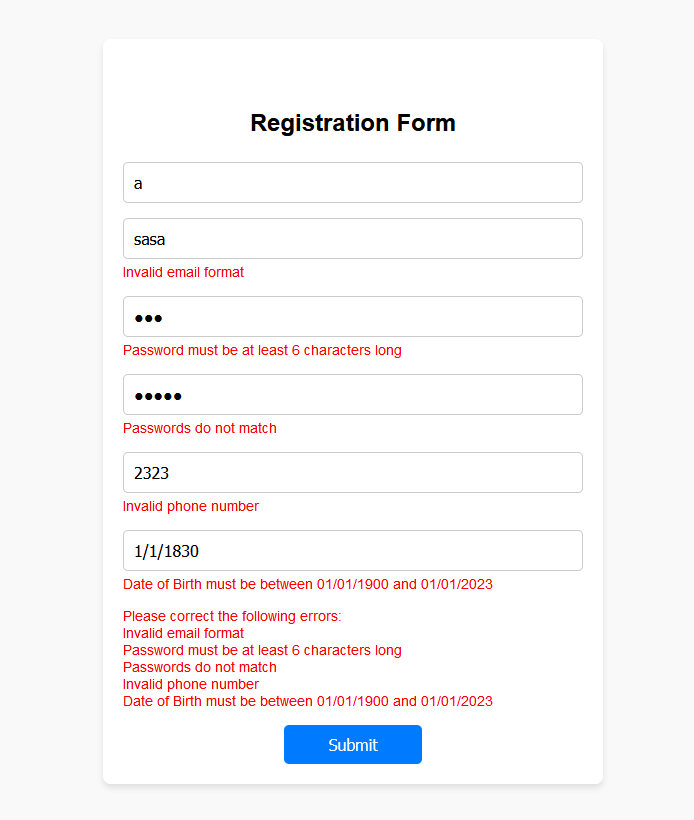 Registration Form
a
sasa
Invalid email format
●●●
Password must be at least 6 characters long
●●●●●
Passwords do not match
2323
Invalid phone number
1/1/1830
Date of Birth must be between 01/01/1900 and 01/01/2023
Please correct the following errors:
Invalid email format
Password must be at least 6 characters long
Passwords do not match
Invalid phone number
Date of Birth must be between 01/01/1900 and 01/01/2023
Submit